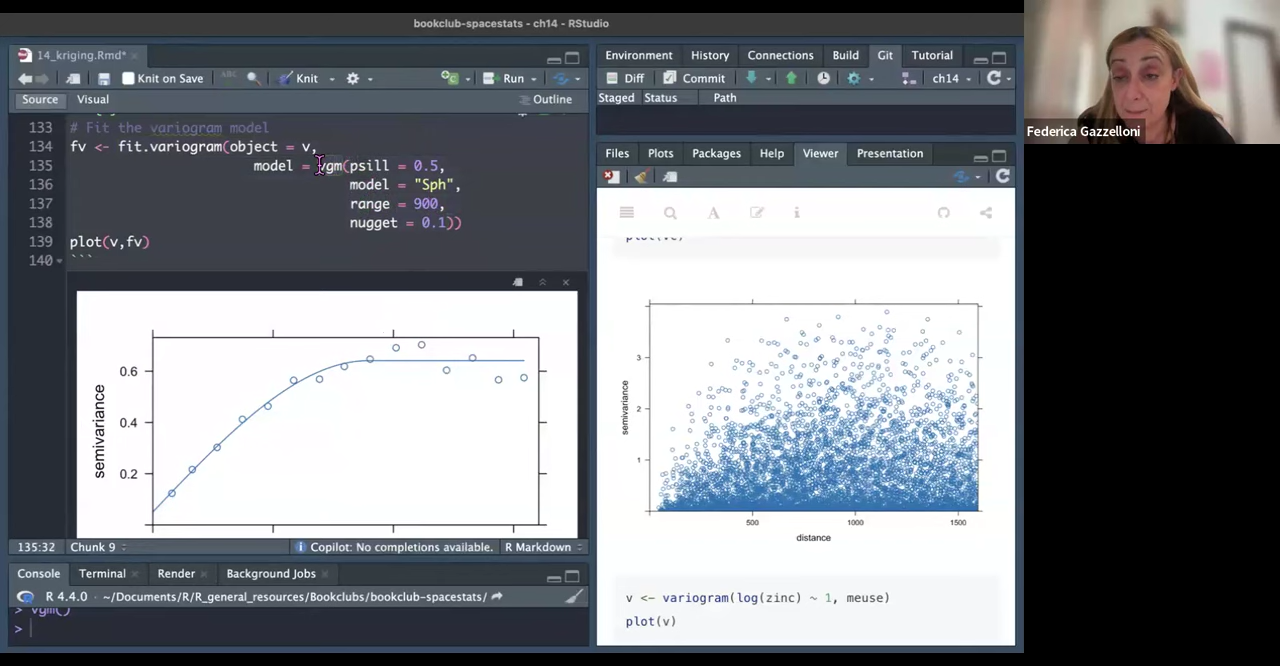 bookclub-spacestats - ch14 - RStudio
14_kriging.Rmd*
Knit on Save
ABC
Knit
Run
Source
Visual
Outline
133 # Fit the variogram model
134 fv <- fit.variogram(object = v,
135 model = vgm(psill = 0.5,
136 model = "Sph",
137 range = 900,
138 nugget = 0.1))
139 plot(v,fv)
140 ```
semivariance
0.6
0.4
0.2
135:32
Chunk 9
Copilot: No completions available.
R Markdown
Console
Terminal
Render
Background Jobs
R 4.4.0 · ~/Documents/R/R_general_resources/Bookclubs/bookclub-spacestats/
> vgm()
>
Environment
History
Connections
Build
Git
Tutorial
Diff
Commit
ch14
Staged
Status
Path
Files
Plots
Packages
Help
Viewer
Presentation
plot(vc)
semivariance
3
2
1
500
1000
1500
distance
v <- variogram(log(zinc) ~ 1, meuse)
plot(v)
Federica Gazzelloni